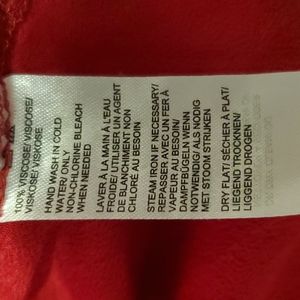 100% VISCOSE/ VISCOSE/
VISKOSE/ VISKOSE
HAND WASH IN COLD
WATER/ ONLY
NON-CHLORINE BLEACH
WHEN NEEDED
LAVER À LA MAIN À L'EAU
FROIDE/ UTILISER UN AGENT
DE BLANCHIMENT NON
CHLORÉ AU BESOIN
STEAM IRON IF NECESSARY/
REPASSER AVEC UN FER À
VAPEUR AU BESOIN/
DAMPFBÜGELN WENN
NOTWENDIG/ ALS NODIG
MET STOOM STRIJKEN
DRY FLAT/ SÉCHER À PLAT/
LIEGEND TROCKNEN/
LIGGEND DROGEN